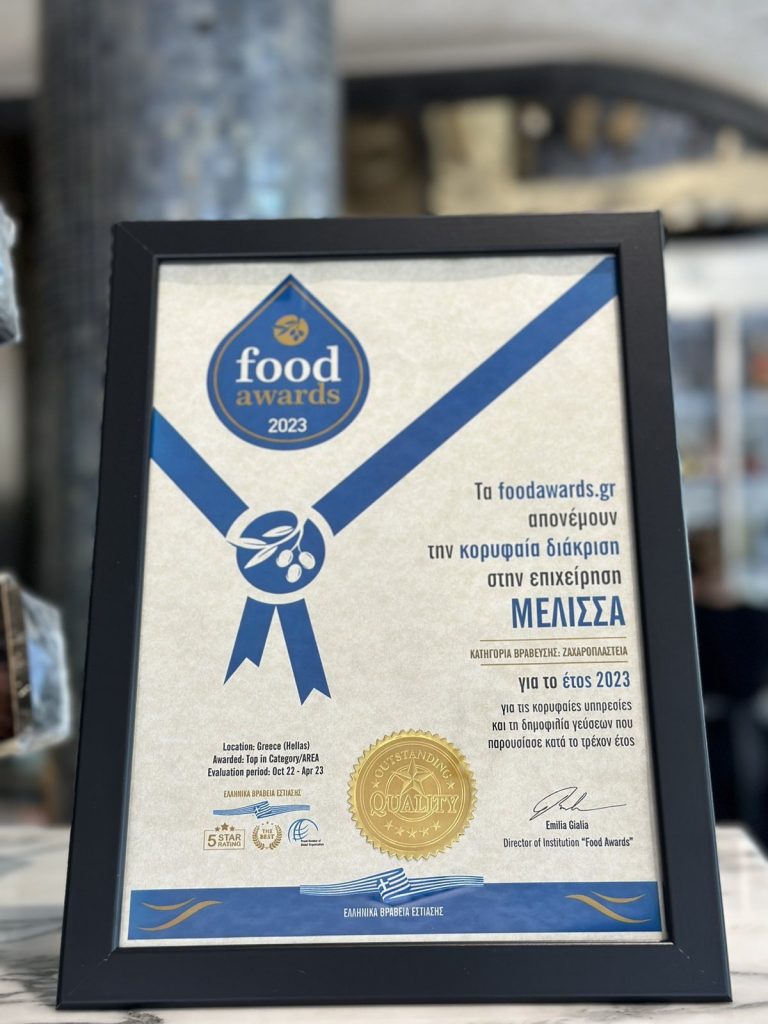 food
awards
2023
Τα foodawards.gr
απονέμουν
την κορυφαία διάκριση
στην επιχείρηση
ΜΕΛΙΣΣΑ
ΚΑΤΗΓΟΡΙΑ ΒΡΑΒΕΥΣΗΣ: ΖΑΧΑΡΟΠΛΑΣΤΕΙΑ
για το έτος 2023
για τις κορυφαίες υπηρεσίες
και τη δημοφιλία γεύσεων που
παρουσίασε κατά το τρέχον έτος
Location: Greece (Hellas)
Awarded: Top in Category/AREA
Evaluation period: Oct 22 - Apr 23
ΕΛΛΗΝΙΚΑ ΒΡΑΒΕΙΑ ΕΣΤΙΑΣΗΣ
5 STAR
RATING
THE
BEST
OUTSTANDING
QUALITY
Emilia Gialia
Director of Institution "Food Awards"
ΕΛΛΗΝΙΚΑ ΒΡΑΒΕΙΑ ΕΣΤΙΑΣΗΣ